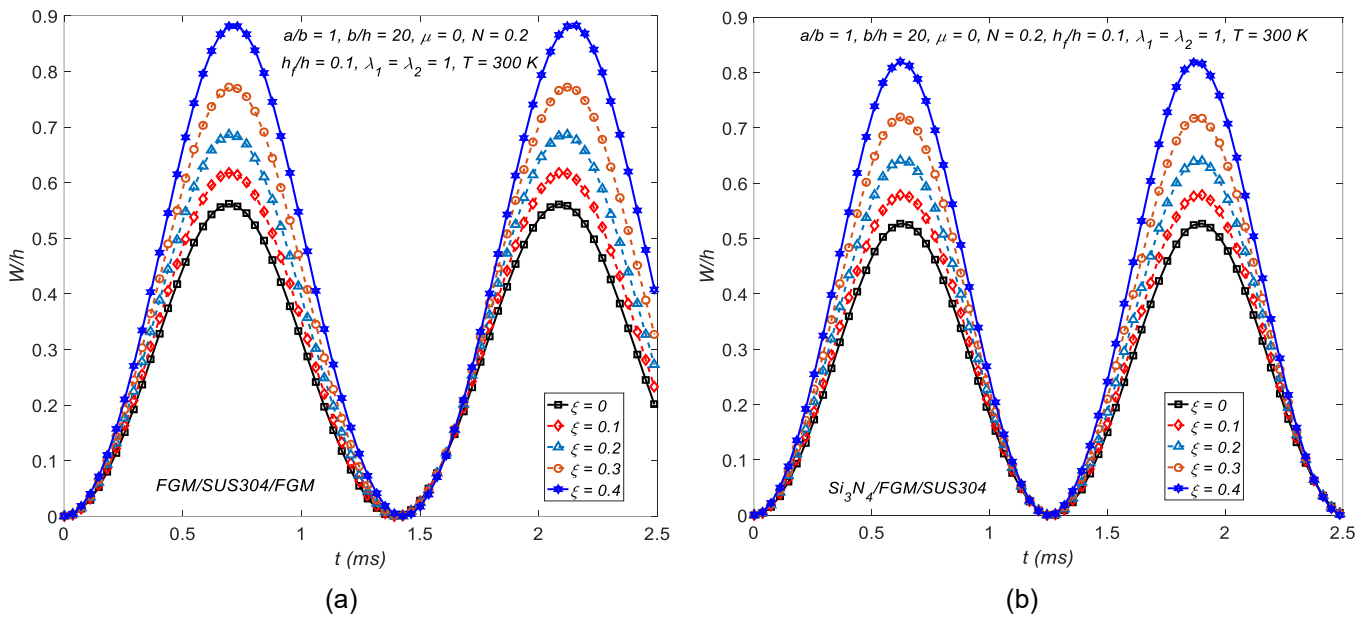 a/b = 1, b/h = 20, μ = 0, N = 0.2
h_f/h = 0.1, λ_1 = λ_2 = 1, T = 300 K
0.9
0.8
0.7
0.6
0.5
0.4
0.3
0.2
0.1
0
W/h
ξ = 0
ξ = 0.1
ξ = 0.2
ξ = 0.3
ξ = 0.4
FGM/SUS304/FGM
0 0.5 1 1.5 2 2.5
t (ms)
(a)
a/b = 1, b/h = 20, μ = 0, N = 0.2, h_f/h = 0.1, λ_1 = λ_2 = 1, T = 300 K
0.9
0.8
0.7
0.6
0.5
0.4
0.3
0.2
0.1
0
W/h
ξ = 0
ξ = 0.1
ξ = 0.2
ξ = 0.3
ξ = 0.4
Si_3N_4/FGM/SUS304
0 0.5 1 1.5 2 2.5
t (ms)
(b)